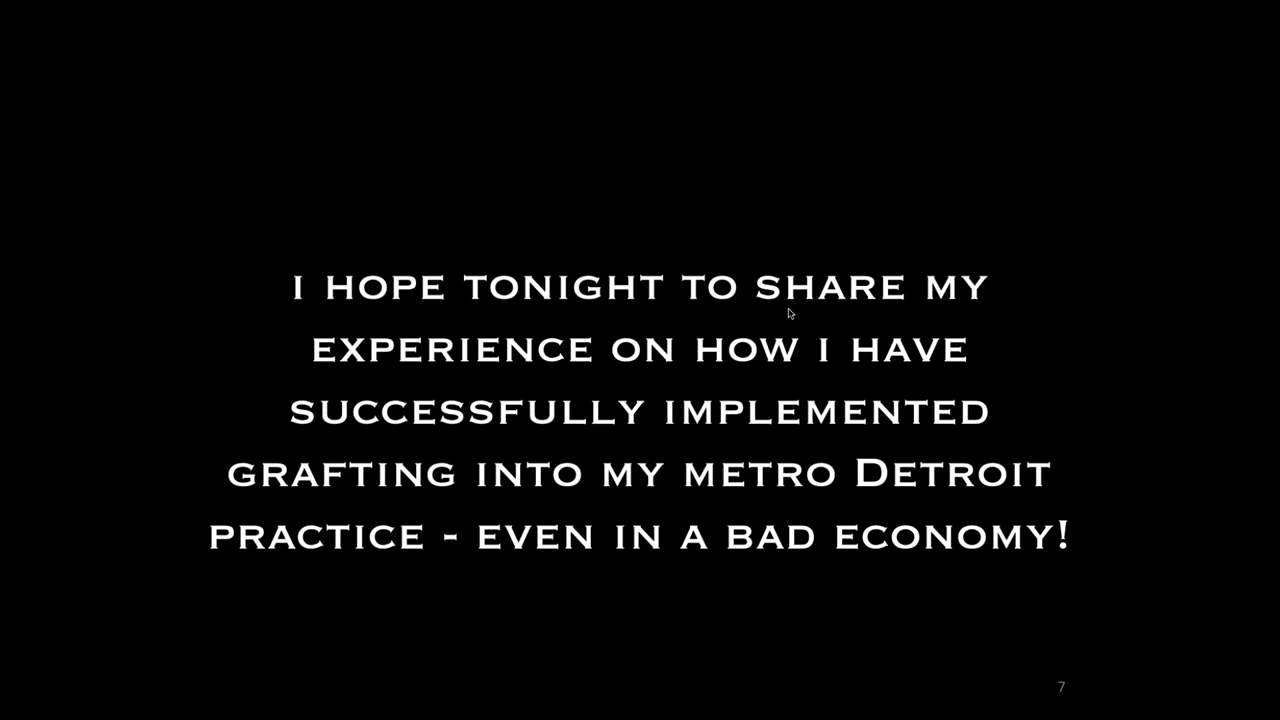 I HOPE TONIGHT TO SHARE MY
EXPERIENCE ON HOW I HAVE
SUCCESSFULLY IMPLEMENTED
GRAFTING INTO MY METRO DETROIT
PRACTICE - EVEN IN A BAD ECONOMY!
7